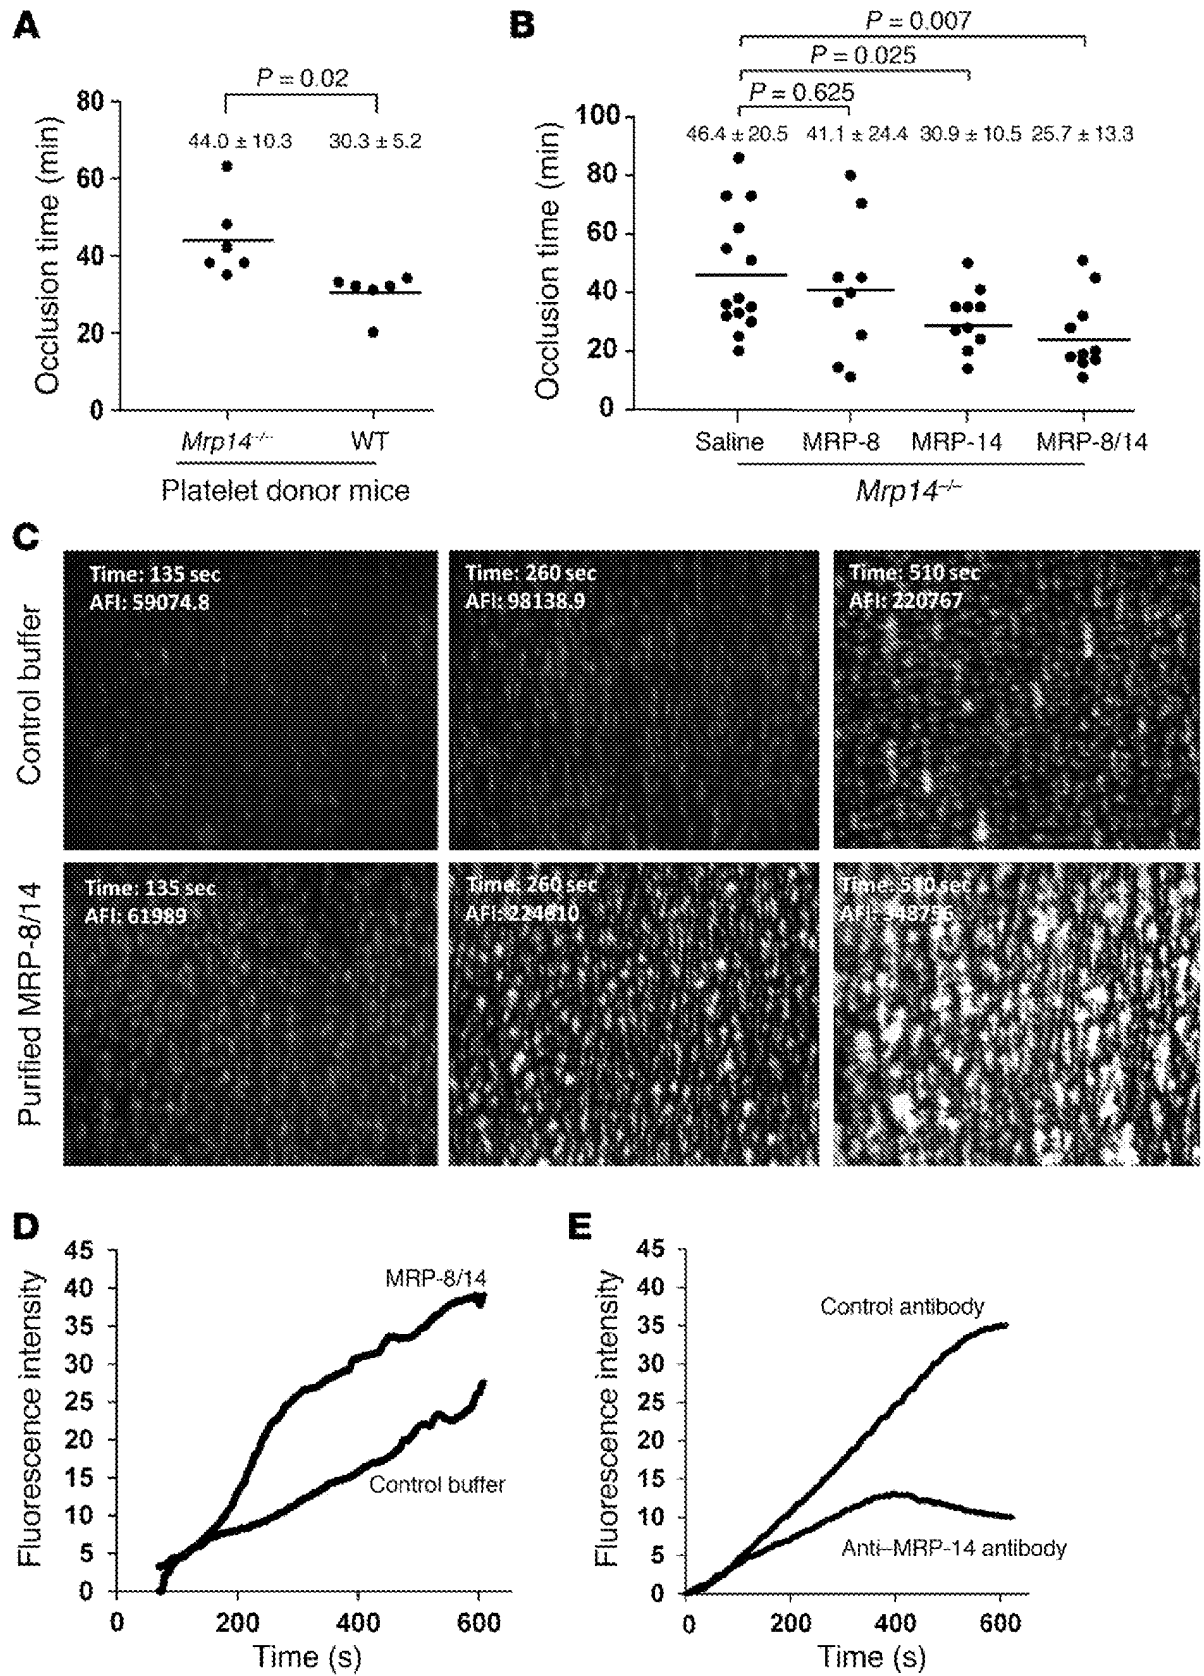 A
P = 0.02
44.0 ± 10.3 30.3 ± 5.2
Occlusion time (min)
80
60
40
20
0
Mrp14–/– WT
Platelet donor mice
B
P = 0.007
P = 0.025
P = 0.625
46.4 ± 20.5 41.1 ± 24.4 30.9 ± 10.5 25.7 ± 13.3
Occlusion time (min)
100
80
60
40
20
0
Saline MRP-8 MRP-14 MRP-8/14
Mrp14–/–
C
Control buffer
Time: 135 sec
AFI: 59074.8
Time: 260 sec
AFI: 98138.9
Time: 510 sec
AFI: 220767
Purified MRP-8/14
Time: 135 sec
AFI: 61989
Time: 260 sec
AFI: 224610
Time: 510 sec
AFI:
D
Fluorescence intensity
45
40
35
30
25
20
15
10
5
0
MRP-8/14
Control buffer
0 200 400 600
Time (s)
E
Fluorescence intensity
45
40
35
30
25
20
15
10
5
0
Control antibody
Anti–MRP-14 antibody
0 200 400 600
Time (s)